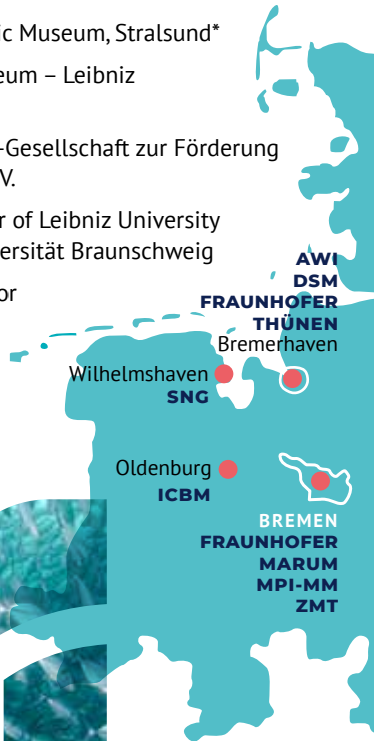 ic Museum, Stralsund*
eum – Leibniz
-Gesellschaft zur Förderung
V.
r of Leibniz University
ersität Braunschweig
or
AWI
DSM
FRAUNHOFER
THÜNEN
Bremerhaven
Wilhelmshaven
SNG
Oldenburg
ICBM
BREMEN
FRAUNHOFER
MARUM
MPI-MM
ZMT